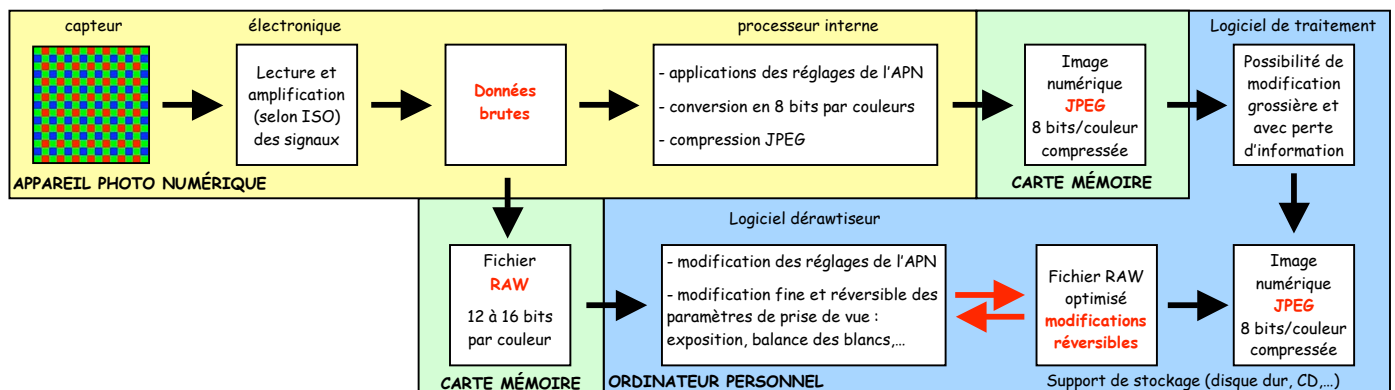 capteur
électronique
processeur interne
Logiciel de traitement
Lecture et
amplification
(selon ISO)
des signaux
Données
brutes
- applications des réglages de l'APN
- conversion en 8 bits par couleurs
- compression JPEG
Image
numérique
JPEG
8 bits/couleur
compressée
Possibilité de
modification
grossière et
avec perte
d'information
APPAREIL PHOTO NUMÉRIQUE
CARTE MÉMOIRE
Logiciel dérawtiseur
Fichier
RAW
12 à 16 bits
par couleur
- modification des réglages de l'APN
- modification fine et réversible des
paramètres de prise de vue :
exposition, balance des blancs,...
Fichier RAW
optimisé
modifications
réversibles
Image
numérique
JPEG
8 bits/couleur
compressée
CARTE MÉMOIRE
ORDINATEUR PERSONNEL
Support de stockage (disque dur, CD,...)